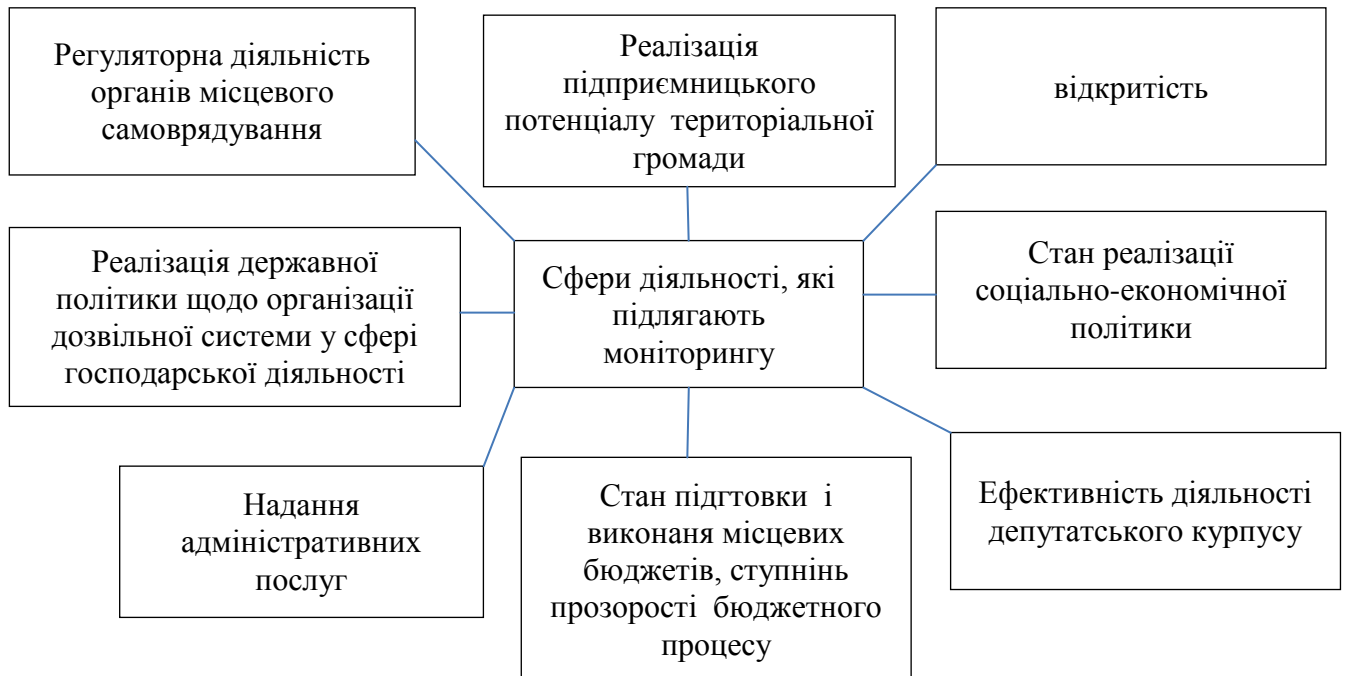 Регуляторна діяльність
органів місцевого
самоврядування
Реалізація
підприємницького
потенціалу територіальної
громади
відкритість
Реалізація державної
політики щодо організації
дозвільної системи у сфері
господарської діяльності
Сфери діяльності, які
підлягають
моніторингу
Стан реалізації
соціально-економічної
політики
Надання
адміністративних
послуг
Стан підгтовки і
виконаня місцевих
бюджетів, ступнінь
прозорості бюджетного
процесу
Ефективність діяльності
депутатського курпусу